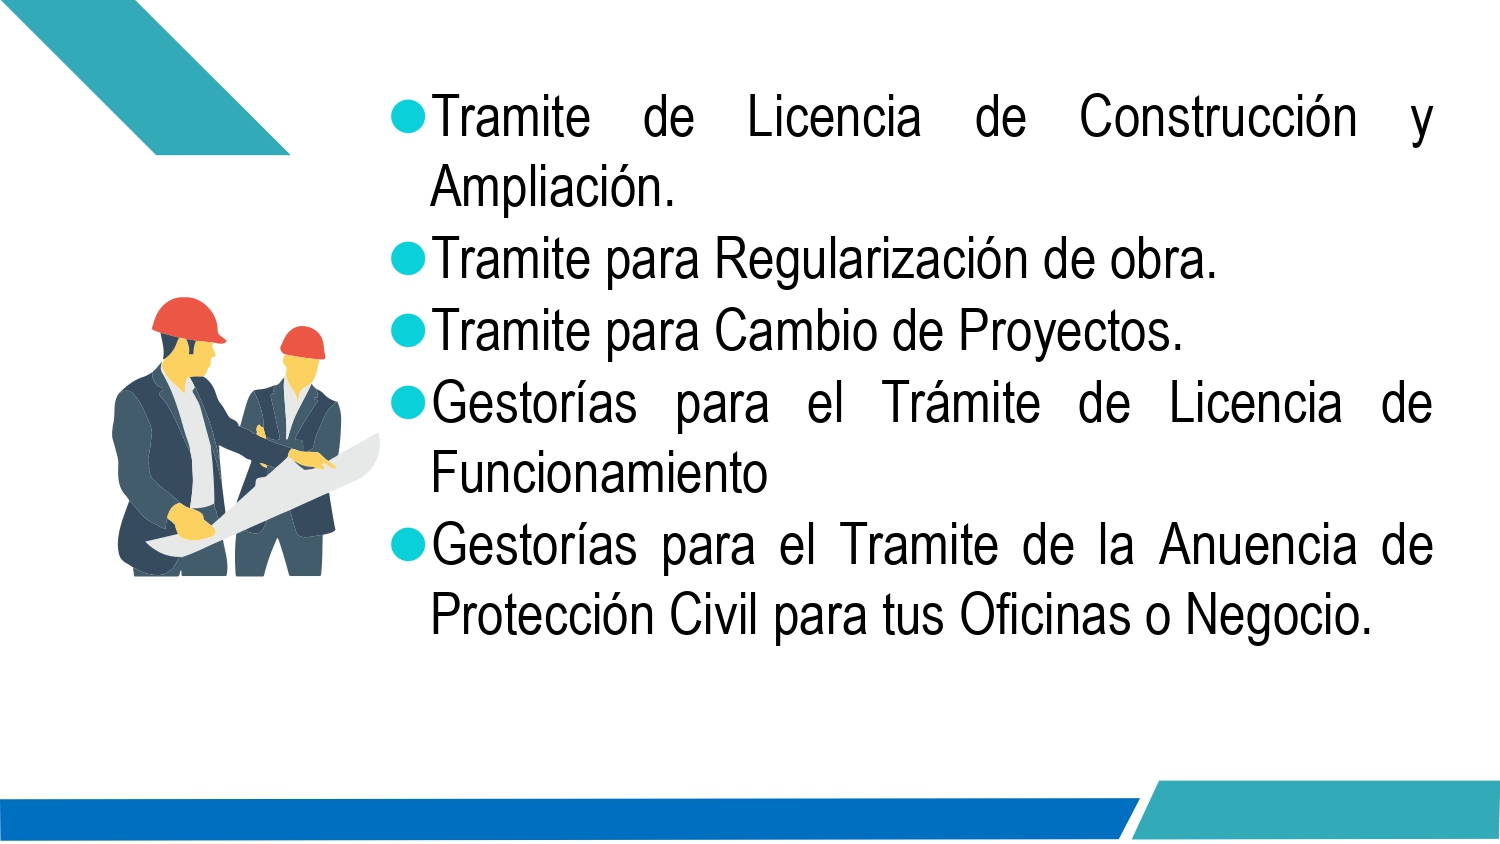 Tramite de Licencia de Construcción y
Ampliación.
Tramite para Regularización de obra.
Tramite para Cambio de Proyectos.
Gestorías para el Trámite de Licencia de
Funcionamiento
Gestorías para el Tramite de la Anuencia de
Protección Civil para tus Oficinas o Negocio.